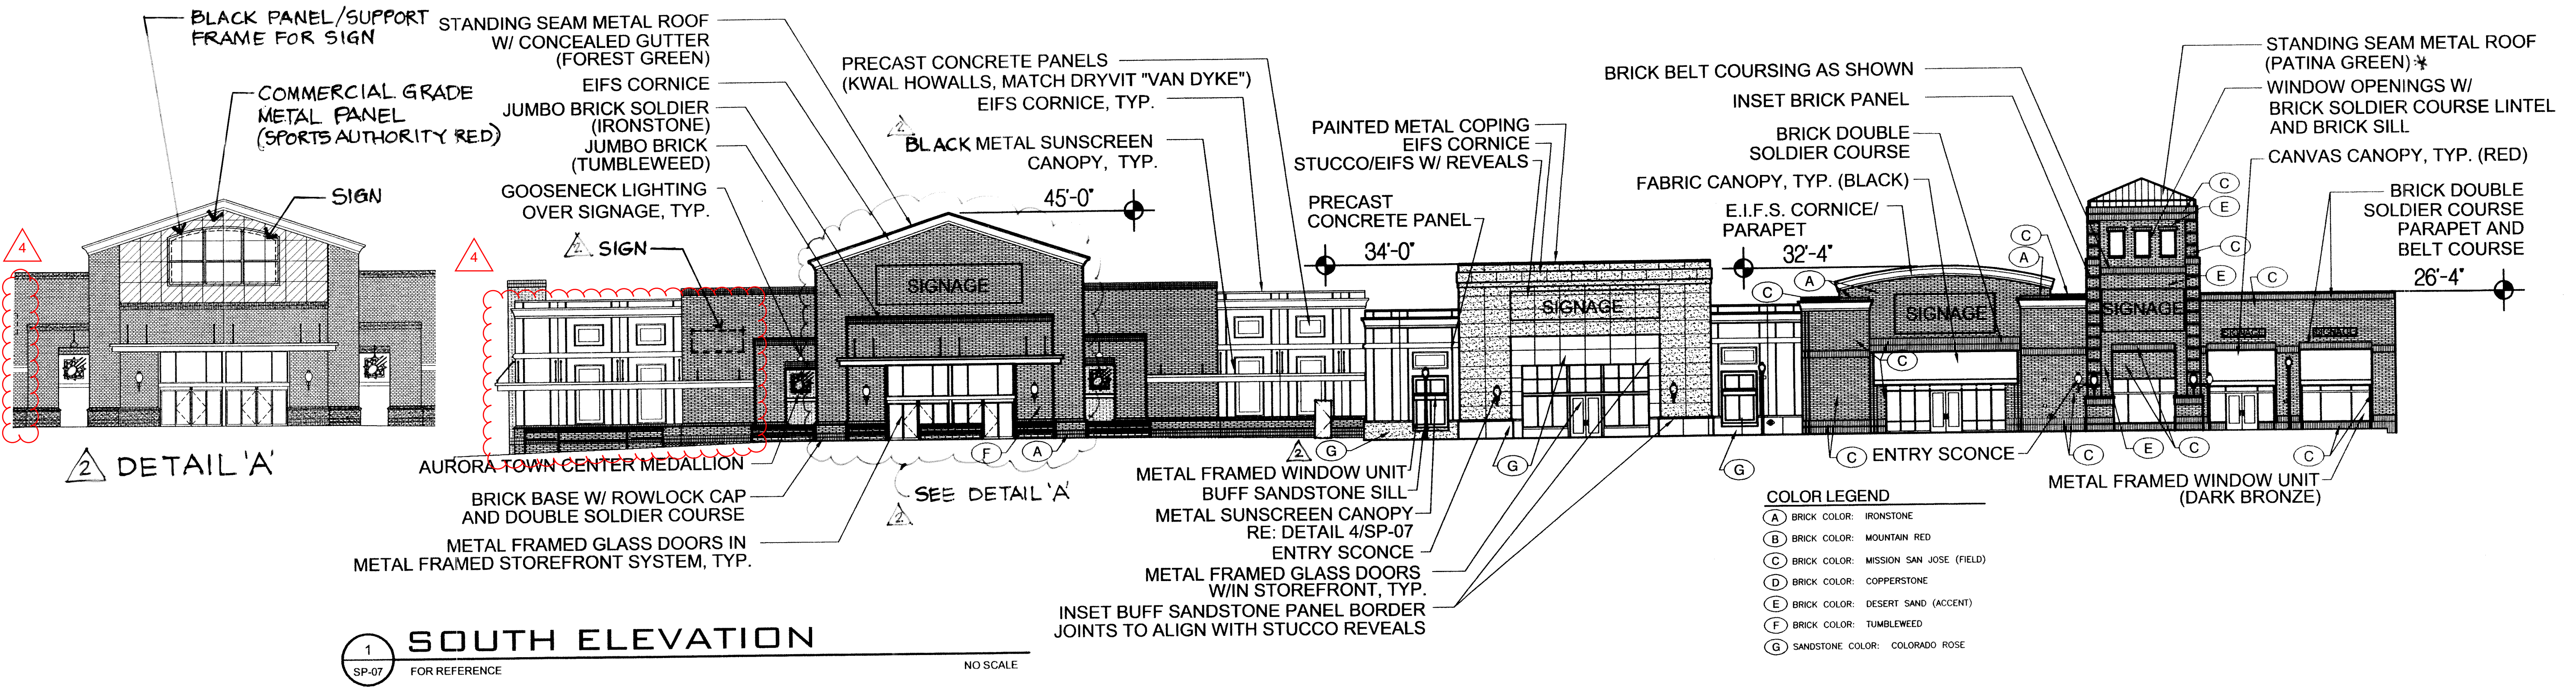 BLACK PANEL/SUPPORT
FRAME FOR SIGN
COMMERCIAL GRADE
METAL PANEL
(SPORTS AUTHORITY RED)
SIGN
4
2 DETAIL 'A'
STANDING SEAM METAL ROOF
W/ CONCEALED GUTTER
(FOREST GREEN)
EIFS CORNICE
JUMBO BRICK SOLDIER
(IRONSTONE)
JUMBO BRICK
(TUMBLEWEED)
GOOSENECK LIGHTING
OVER SIGNAGE, TYP.
2 SIGN
4
PRECAST CONCRETE PANELS
(KWAL HOWALLS, MATCH DRYVIT "VAN DYKE")
EIFS CORNICE, TYP.
2
BLACK METAL SUNSCREEN
CANOPY, TYP.
45'-0"
SIGNAGE
AURORA TOWN CENTER MEDALLION
BRICK BASE W/ ROWLOCK CAP
AND DOUBLE SOLDIER COURSE
METAL FRAMED GLASS DOORS IN
METAL FRAMED STOREFRONT SYSTEM, TYP.
F
A
SEE DETAIL 'A'
2
PAINTED METAL COPING
EIFS CORNICE
STUCCO/EIFS W/ REVEALS
PRECAST
CONCRETE PANEL
34'-0"
SIGNAGE
2
G
G
G
METAL FRAMED WINDOW UNIT
BUFF SANDSTONE SILL
METAL SUNSCREEN CANOPY
RE: DETAIL 4/SP-07
ENTRY SCONCE
METAL FRAMED GLASS DOORS
W/IN STOREFRONT, TYP.
INSET BUFF SANDSTONE PANEL BORDER
JOINTS TO ALIGN WITH STUCCO REVEALS
BRICK BELT COURSING AS SHOWN
INSET BRICK PANEL
BRICK DOUBLE
SOLDIER COURSE
FABRIC CANOPY, TYP. (BLACK)
E.I.F.S. CORNICE/
PARAPET
32'-4"
A
C
C
A
SIGNAGE
C
SIGNAGE
STANDING SEAM METAL ROOF
(PATINA GREEN)
WINDOW OPENINGS W/
BRICK SOLDIER COURSE LINTEL
AND BRICK SILL
CANVAS CANOPY, TYP. (RED)
BRICK DOUBLE
SOLDIER COURSE
PARAPET AND
BELT COURSE
26'-4"
C
E
C
E
C
SIGNAGE
SIGNAGE
C
ENTRY SCONCE
C
E
C
C
METAL FRAMED WINDOW UNIT
(DARK BRONZE)
COLOR LEGEND
A BRICK COLOR: IRONSTONE
B BRICK COLOR: MOUNTAIN RED
C BRICK COLOR: MISSION SAN JOSE (FIELD)
D BRICK COLOR: COPPERSTONE
E BRICK COLOR: DESERT SAND (ACCENT)
F BRICK COLOR: TUMBLEWEED
G SANDSTONE COLOR: COLORADO ROSE
1
SP-07
SOUTH ELEVATION
FOR REFERENCE
NO SCALE